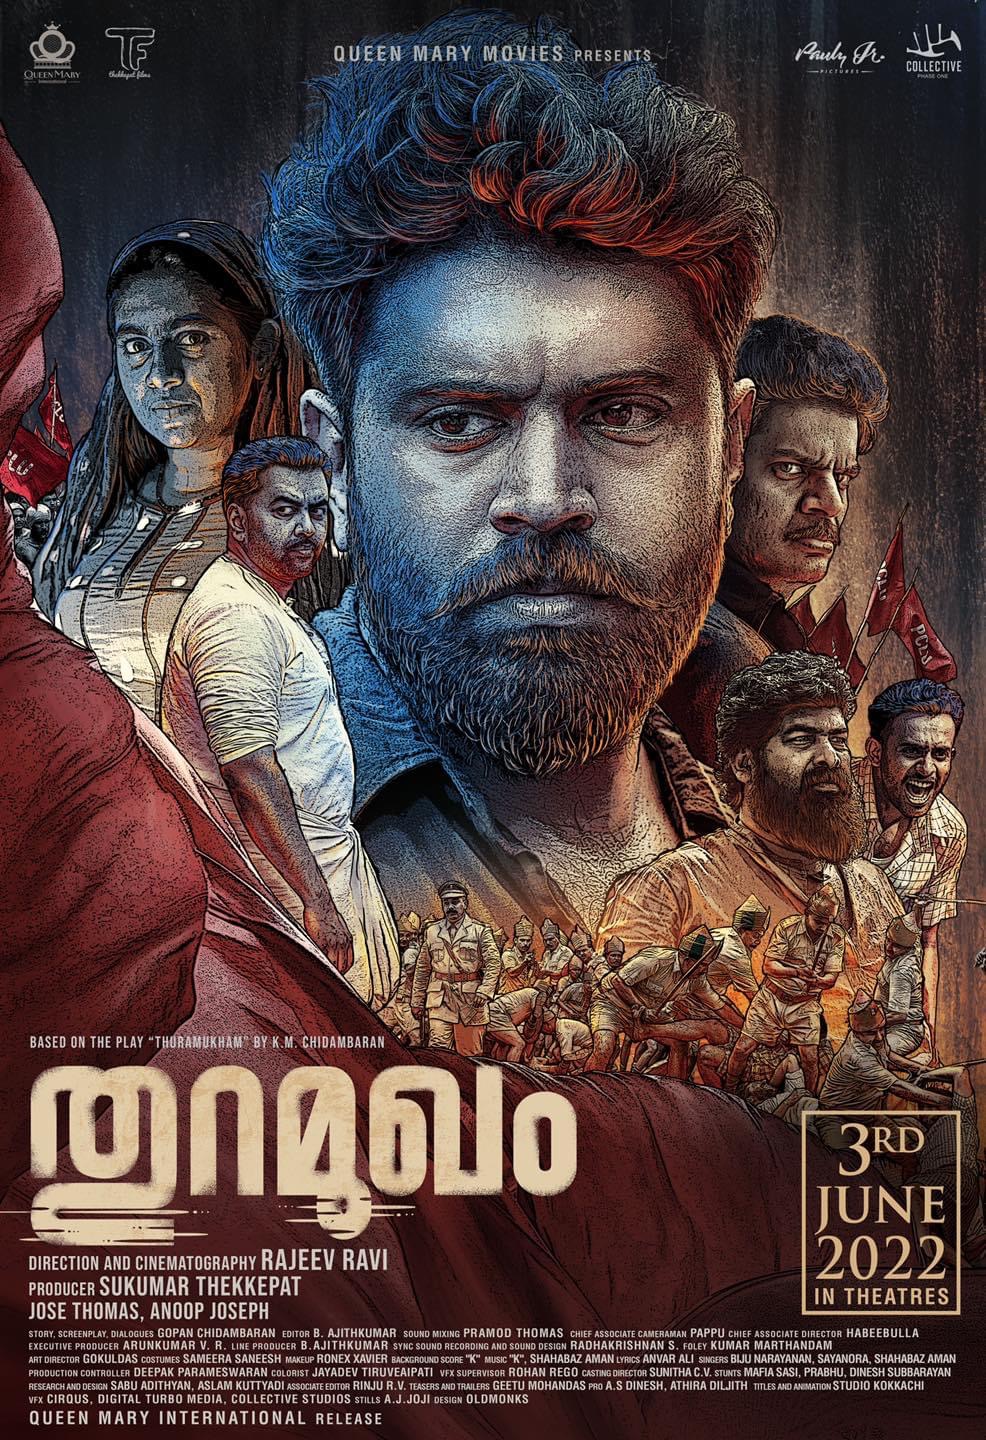 QUEEN MARY
International
TF
thekkepat films
QUEEN MARY MOVIES PRESENTS
Pauly Jr.
PICTURES
COLLECTIVE
PHASE ONE
CLU
CLU
PCLU
BASED ON THE PLAY “THURAMUKHAM” BY K.M. CHIDAMBARAN
തുറമുഖം
DIRECTION AND CINEMATOGRAPHY RAJEEV RAVI
PRODUCER SUKUMAR THEKKEPAT
JOSE THOMAS, ANOOP JOSEPH
3RD
JUNE
2022
IN THEATRES
STORY, SCREENPLAY, DIALOGUES GOPAN CHIDAMBARAN EDITOR B. AJITHKUMAR SOUND MIXING PRAMOD THOMAS CHIEF ASSOCIATE CAMERAMAN PAPPU CHIEF ASSOCIATE DIRECTOR HABEEBULLA
EXECUTIVE PRODUCER ARUNKUMAR V. R. LINE PRODUCER B.AJITHKUMAR SYNC SOUND RECORDING AND SOUND DESIGN RADHAKRISHNAN S. FOLEY KUMAR MARTHANDAM
ART DIRECTOR GOKULDAS COSTUMES SAMEERA SANEESH MAKEUP RONEX XAVIER BACKGROUND SCORE "K" MUSIC "K", SHAHABAZ AMAN LYRICS ANVAR ALI SINGERS BIJU NARAYANAN, SAYANORA, SHAHABAZ AMAN
PRODUCTION CONTROLLER DEEPAK PARAMESWARAN COLORIST JAYADEV TIRUVEAIPATI VFX SUPERVISOR ROHAN REGO CASTING DIRECTOR SUNITHA C.V. STUNTS MAFIA SASI, PRABHU, DINESH SUBBARAYAN
RESEARCH AND DESIGN SABU ADITHYAN, ASLAM KUTTYADI ASSOCIATE EDITOR RINJU R.V. TEASERS AND TRAILERS GEETU MOHANDAS PRO A.S DINESH, ATHIRA DILJITH TITLES AND ANIMATION STUDIO KOKKACHI
VFX CIRQUS, DIGITAL TURBO MEDIA, COLLECTIVE STUDIOS STILLS A.J.JOJI DESIGN OLDMONKS
QUEEN MARY INTERNATIONAL RELEASE